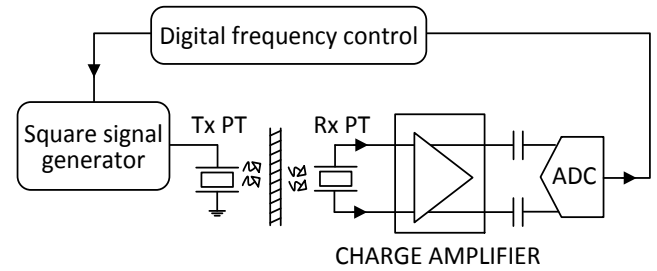 Digital frequency control
Square signal
generator
Tx PT
Rx PT
ADC
CHARGE AMPLIFIER